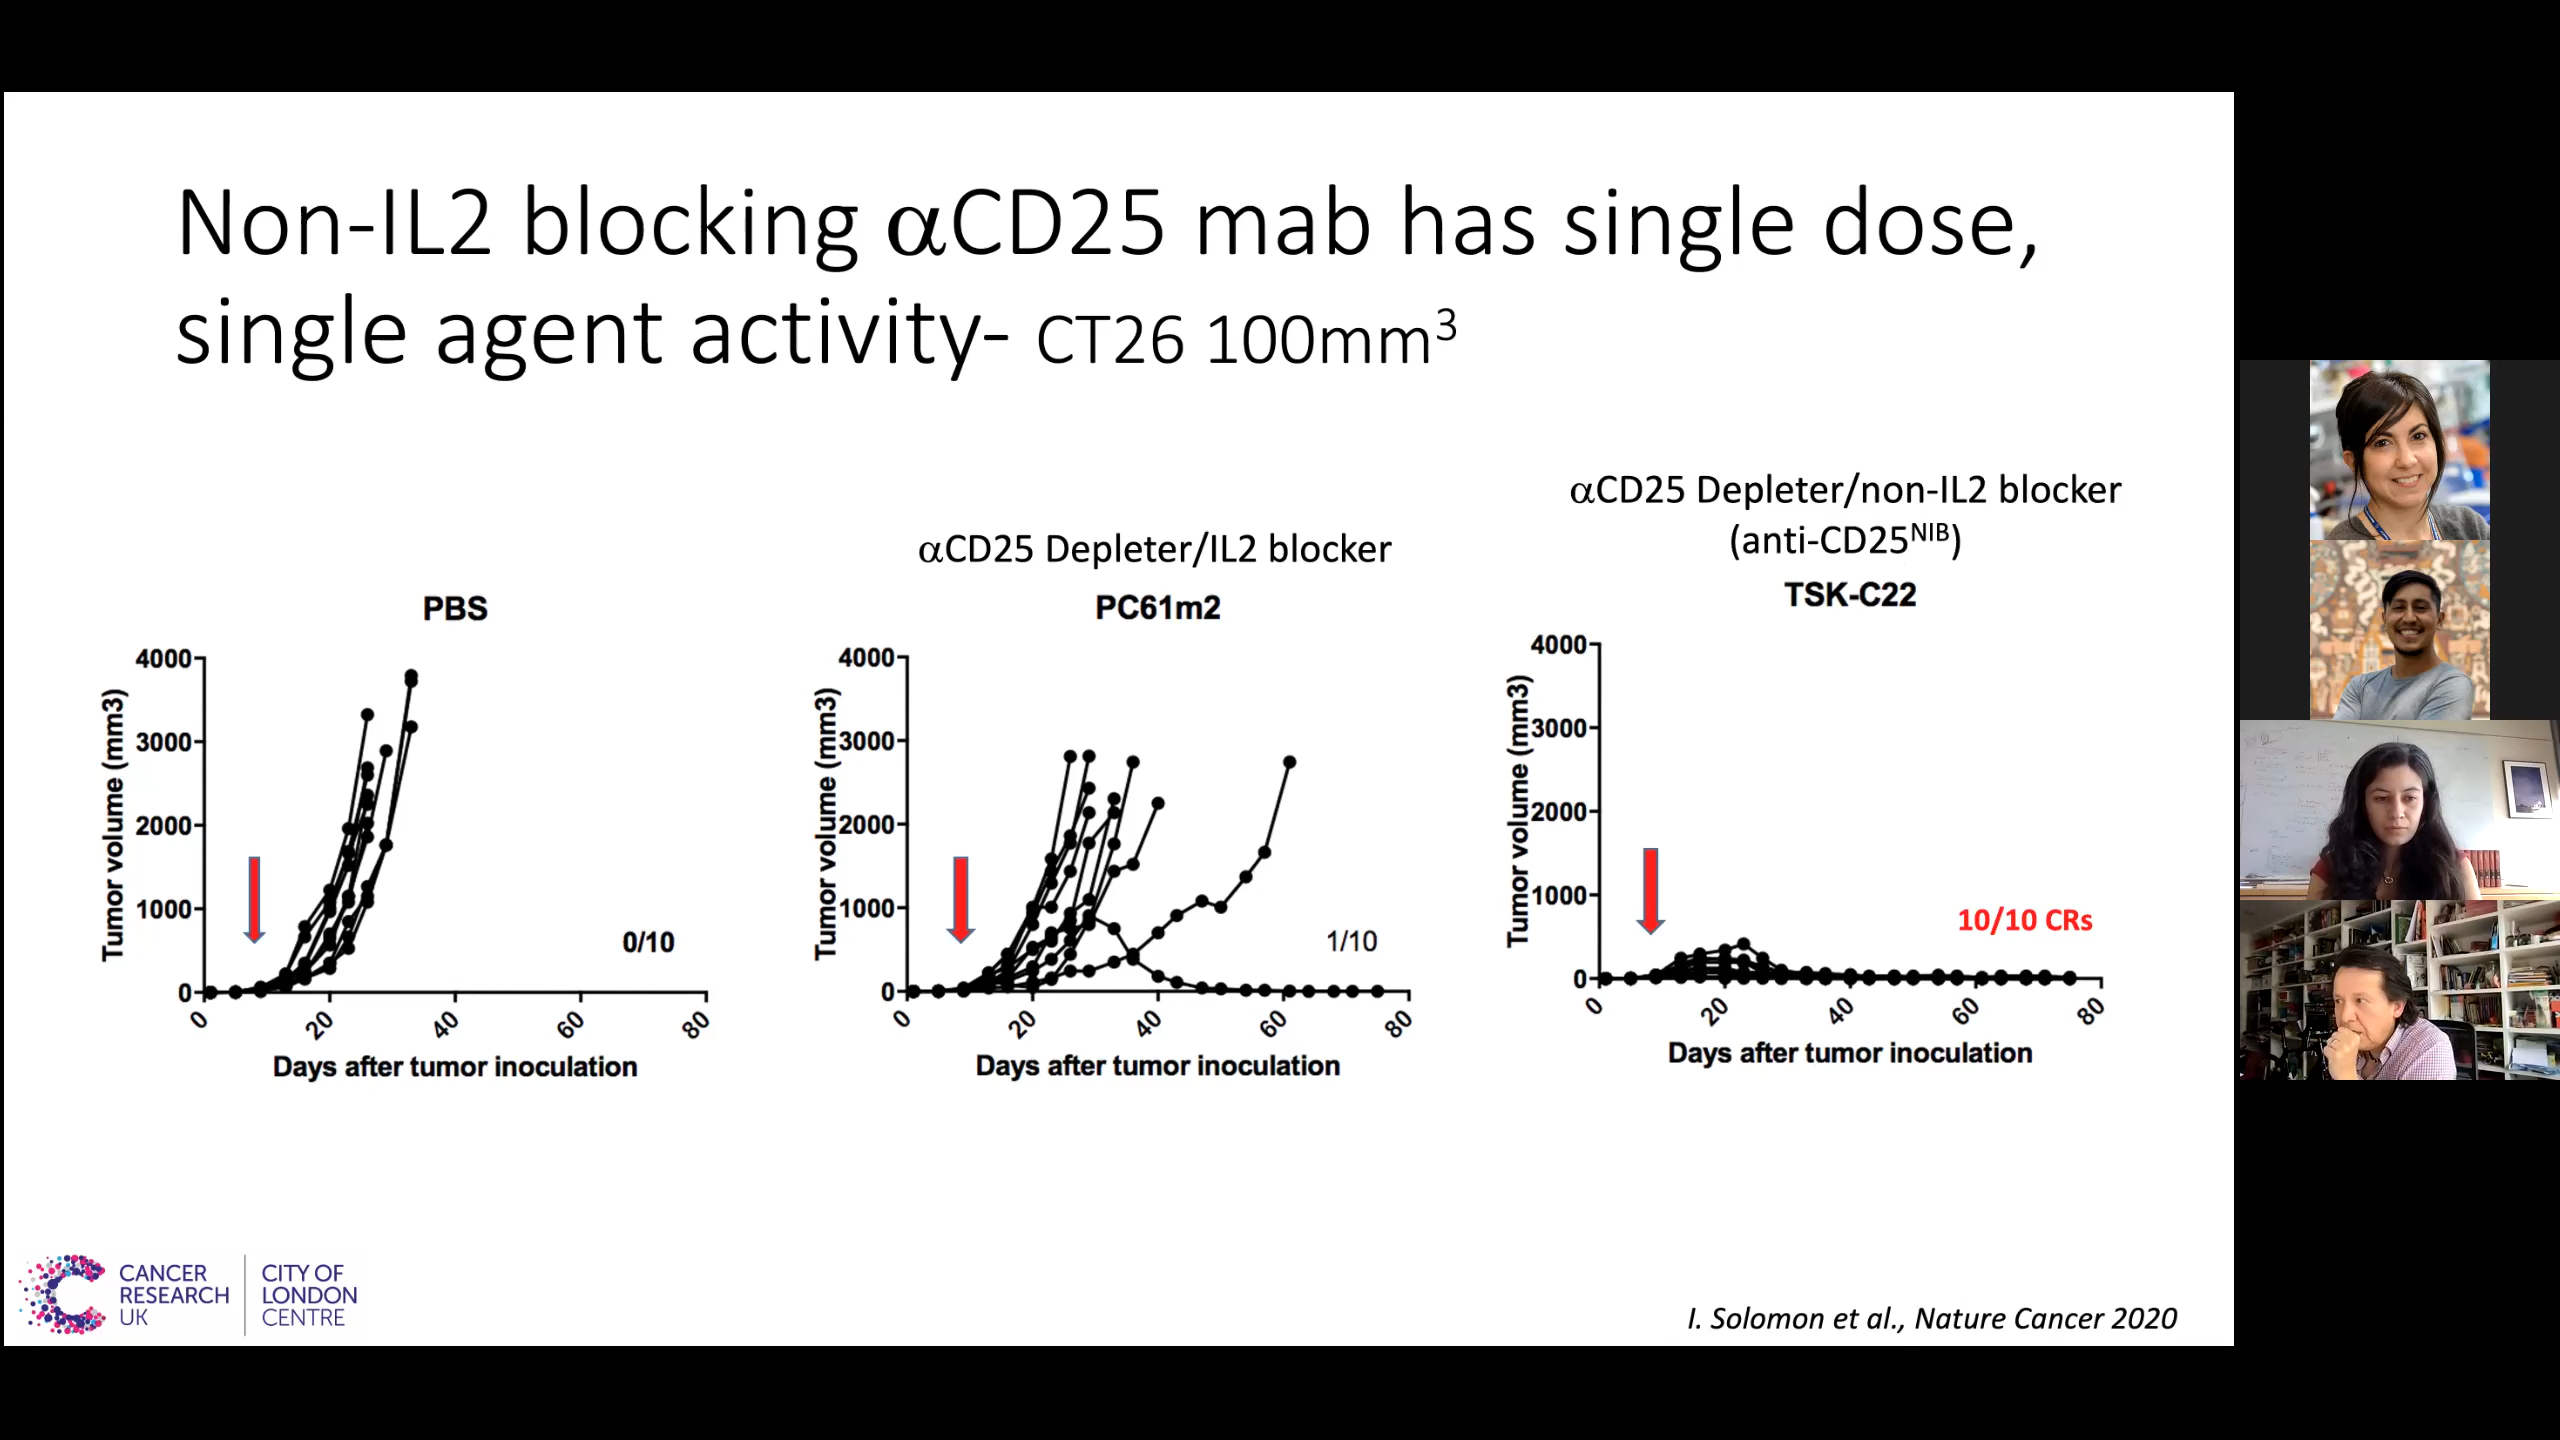 Non-IL2 blocking αCD25 mab has single dose,
single agent activity- CT26 100mm³
PBS
4000
3000
2000
1000
0
Tumor volume (mm3)
0/10
0
20
40
60
80
Days after tumor inoculation
αCD25 Depleter/IL2 blocker
PC61m2
4000
3000
2000
1000
0
Tumor volume (mm3)
1/10
0
20
40
60
80
Days after tumor inoculation
αCD25 Depleter/non-IL2 blocker
(anti-CD25ᴺᴵᴮ)
TSK-C22
4000
3000
2000
1000
0
Tumor volume (mm3)
10/10 CRs
0
20
40
60
80
Days after tumor inoculation
CANCER
RESEARCH
UK
CITY OF
LONDON
CENTRE
I. Solomon et al., Nature Cancer 2020